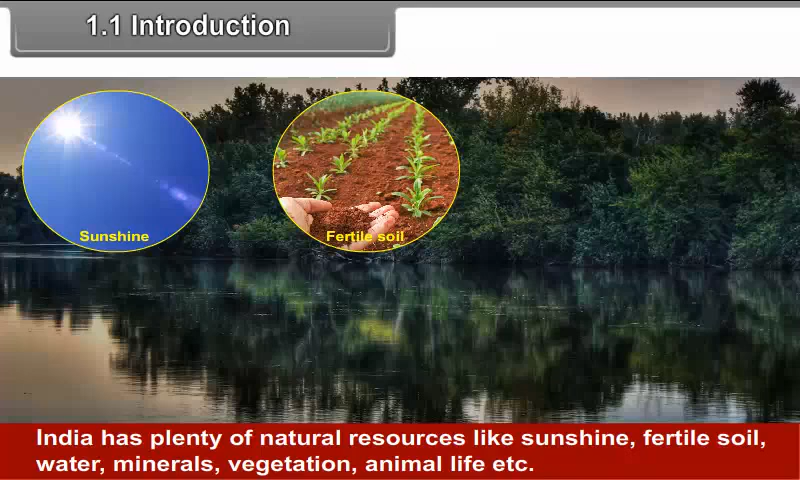 1.1 Introduction
Sunshine
Fertile soil
India has plenty of natural resources like sunshine, fertile soil,
water, minerals, vegetation, animal life etc.